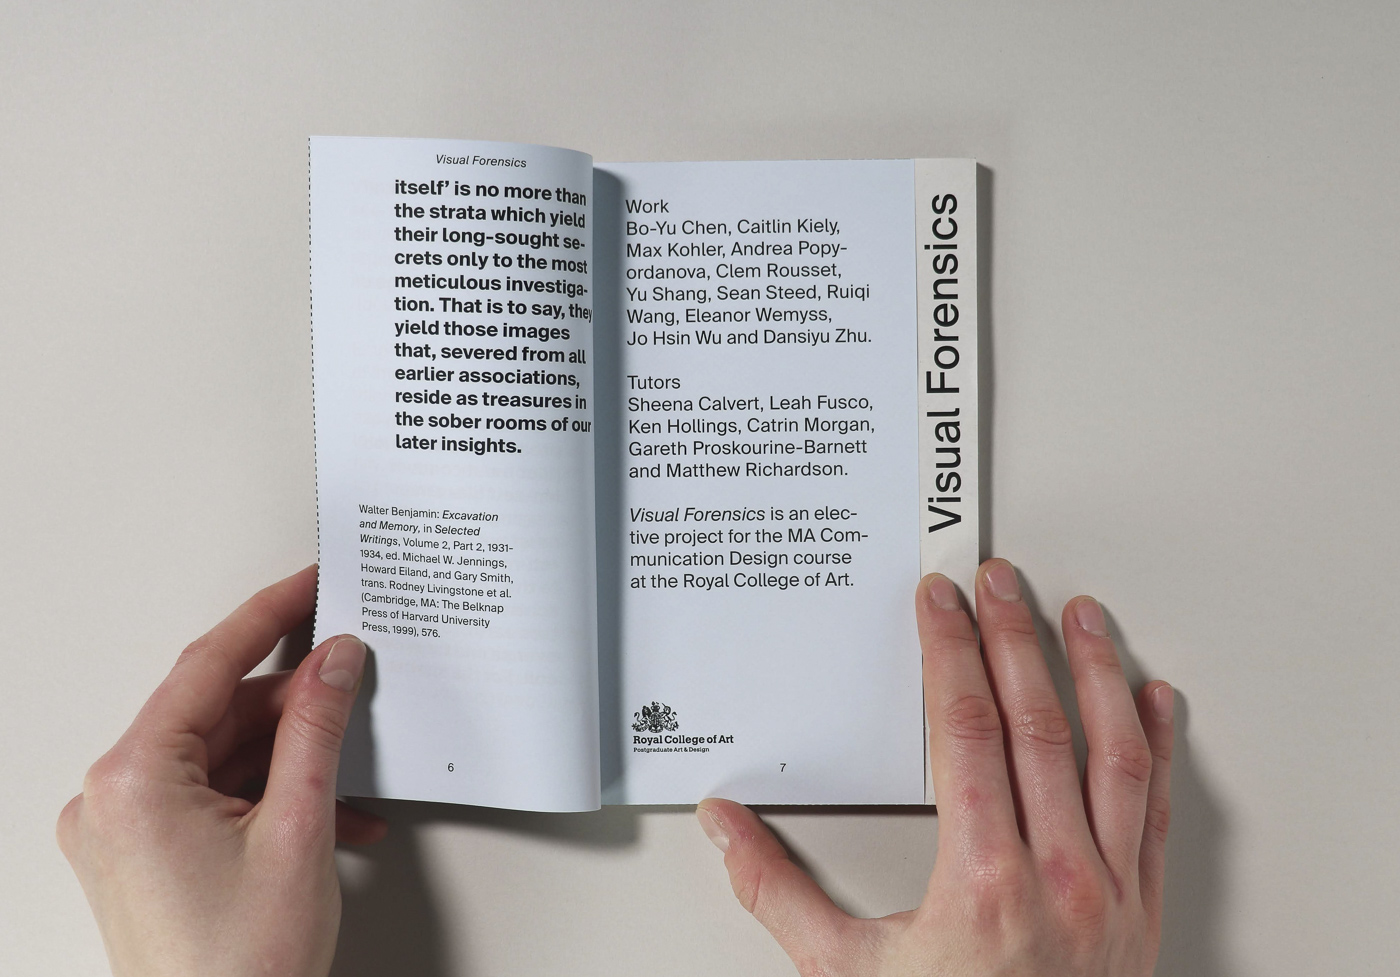 Visual Forensics
itself’ is no more than
the strata which yield
their long-sought se-
crets only to the most
meticulous investiga-
tion. That is to say, they
yield those images
that, severed from all
earlier associations,
reside as treasures in
the sober rooms of our
later insights.
Walter Benjamin: Excavation
and Memory, in Selected
Writings, Volume 2, Part 2, 1931-
1934, ed. Michael W. Jennings,
Howard Eiland, and Gary Smith,
trans. Rodney Livingstone et al.
(Cambridge, MA: The Belknap
Press of Harvard University
Press, 1999), 576.
6
Work
Bo-Yu Chen, Caitlin Kiely,
Max Kohler, Andrea Popy-
ordanova, Clem Rousset,
Yu Shang, Sean Steed, Ruiqi
Wang, Eleanor Wemyss,
Jo Hsin Wu and Dansiyu Zhu.
Tutors
Sheena Calvert, Leah Fusco,
Ken Hollings, Catrin Morgan,
Gareth Proskourine-Barnett
and Matthew Richardson.
Visual Forensics is an elec-
tive project for the MA Com-
munication Design course
at the Royal College of Art.
Royal College of Art
Postgraduate Art & Design
7
Visual Forensics